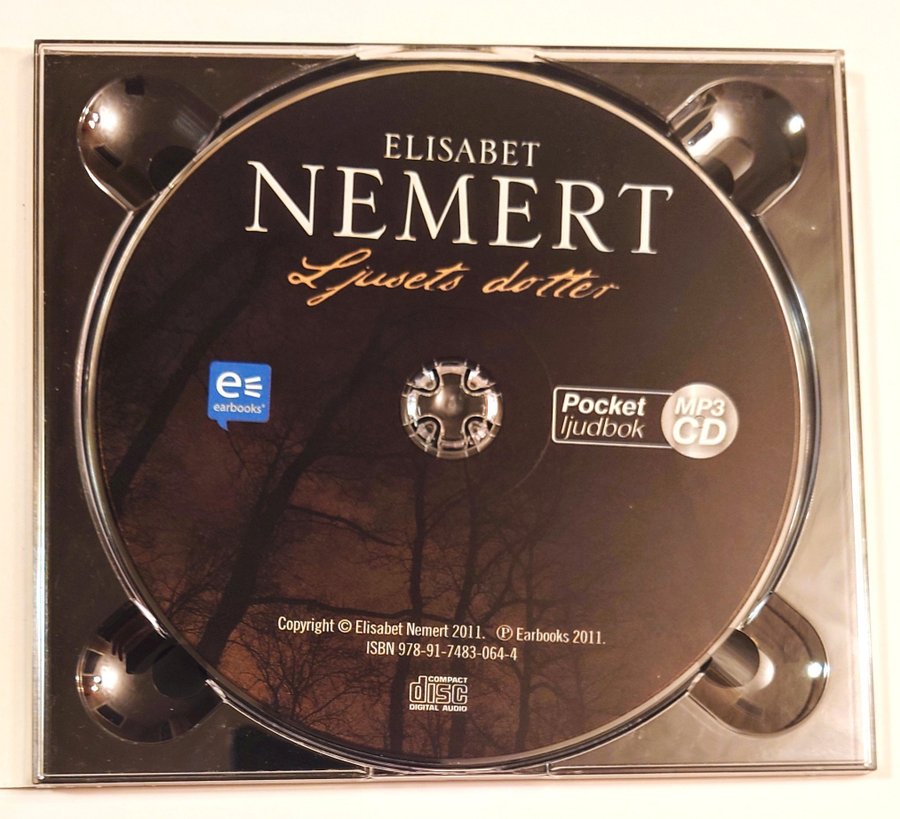 ELISABET
NEMERT
Ljusets dotter
e
earbooks®
Pocket
ljudbok
MP3
CD
Copyright © Elisabet Nemert 2011. ℗ Earbooks 2011.
ISBN 978-91-7483-064-4
COMPACT
disc
DIGITAL AUDIO